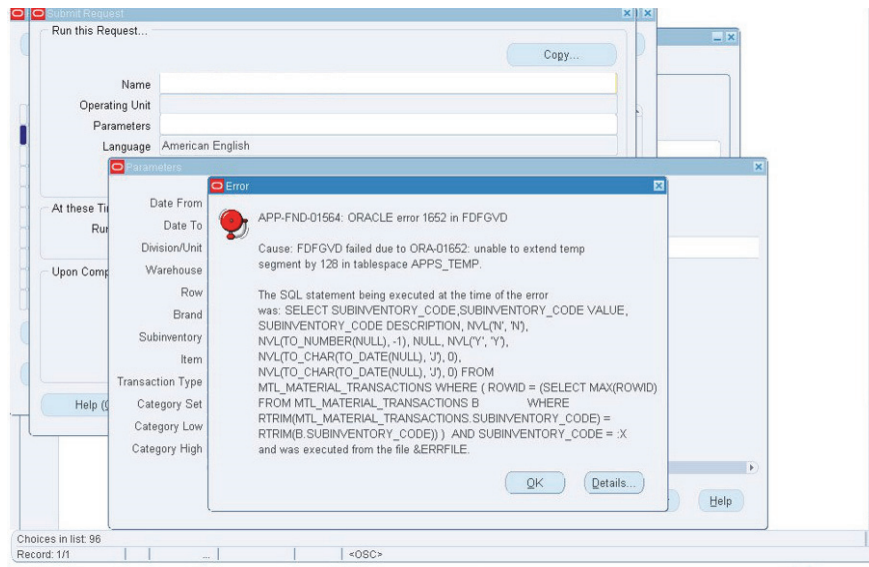 Submit Request
Run this Request...
Copy...
Name
Operating Unit
Parameters
Language American English
Parameters
Error
At these Ti
Ru
Upon Comp
Help (
Date From
Date To
Division/Unit
Warehouse
Row
Brand
Subinventory
Item
Transaction Type
Category Set
Category Low
Category High
APP-FND-01564: ORACLE error 1652 in FDFGVD
Cause: FDFGVD failed due to ORA-01652: unable to extend temp
segment by 128 in tablespace APPS_TEMP.
The SQL statement being executed at the time of the error
was: SELECT SUBINVENTORY_CODE,SUBINVENTORY_CODE VALUE,
SUBINVENTORY_CODE DESCRIPTION, NVL('N', 'N'),
NVL(TO_NUMBER(NULL), -1), NULL, NVL('Y', 'Y'),
NVL(TO_CHAR(TO_DATE(NULL), 'J'), 0),
NVL(TO_CHAR(TO_DATE(NULL), 'J'), 0) FROM
MTL_MATERIAL_TRANSACTIONS WHERE ( ROWID = (SELECT MAX(ROWID)
FROM MTL_MATERIAL_TRANSACTIONS B WHERE
RTRIM(MTL_MATERIAL_TRANSACTIONS.SUBINVENTORY_CODE) =
RTRIM(B.SUBINVENTORY_CODE)) ) AND SUBINVENTORY_CODE = :X
and was executed from the file &ERRFILE.
OK Details...
Help
Choices in list: 96
Record: 1/1 ... <OSC>